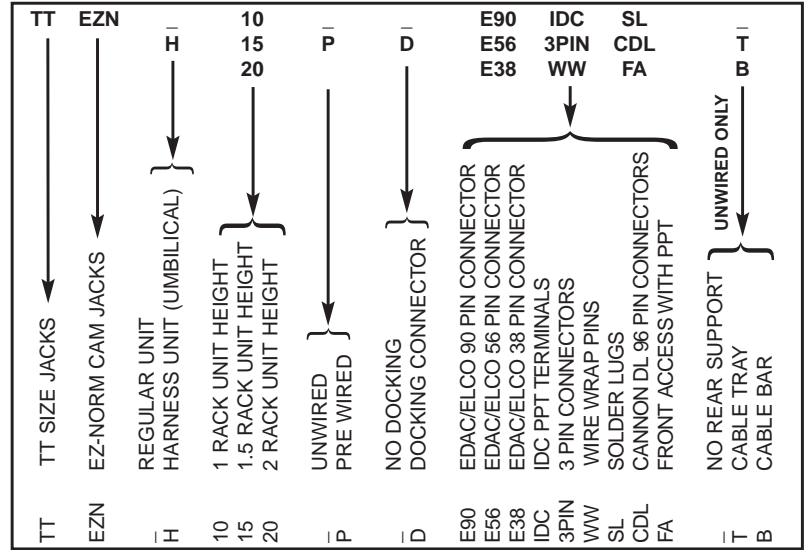 TT EZN _ 10 _ _ E90 IDC SL _
H 15 P D E56 3PIN CDL T
20 E38 WW FA B
UNWIRED ONLY
TT TT SIZE JACKS
EZN EZ-NORM CAM JACKS
_ REGULAR UNIT
H HARNESS UNIT (UMBILICAL)
10 1 RACK UNIT HEIGHT
15 1.5 RACK UNIT HEIGHT
20 2 RACK UNIT HEIGHT
_ UNWIRED
P PRE WIRED
_ NO DOCKING
D DOCKING CONNECTOR
E90 EDAC/ELCO 90 PIN CONNECTOR
E56 EDAC/ELCO 56 PIN CONNECTOR
E38 EDAC/ELCO 38 PIN CONNECTOR
IDC IDC PPT TERMINALS
3PIN 3 PIN CONNECTORS
WW WIRE WRAP PINS
SL SOLDER LUGS
CDL CANNON DL 96 PIN CONNECTORS
FA FRONT ACCESS WITH PPT
_ NO REAR SUPPORT
T CABLE TRAY
B CABLE BAR